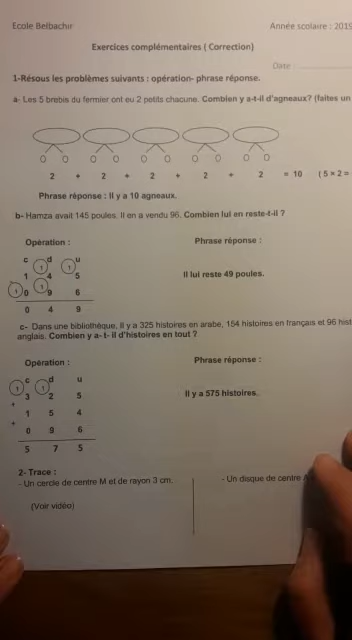 Ecole Belbachir Année scolaire : 2019
Exercices complémentaires ( Correction)
Date :
1-Résous les problèmes suivants : opération- phrase réponse.
a- Les 5 brebis du fermier ont eu 2 petits chacune. Combien y a-t-il d'agneaux? (faites un
2 + 2 + 2 + 2 + 2 = 10 ( 5 × 2 =
Phrase réponse : Il y a 10 agneaux.
b- Hamza avait 145 poules. Il en a vendu 96. Combien lui en reste-t-il ?
Opération : Phrase réponse :
c d u
1 1
1 4 5 Il lui reste 49 poules.
1 1
0 9 6
0 4 9
c- Dans une bibliothèque, il y a 325 histoires en arabe, 154 histoires en français et 96 hist
anglais. Combien y a- t- il d'histoires en tout ?
Opération : Phrase réponse :
c d u
1 1
3 2 5 Il y a 575 histoires.
+
1 5 4
+
0 9 6
5 7 5
2- Trace :
- Un cercle de centre M et de rayon 3 cm. - Un disque de centre
(Voir vidéo)